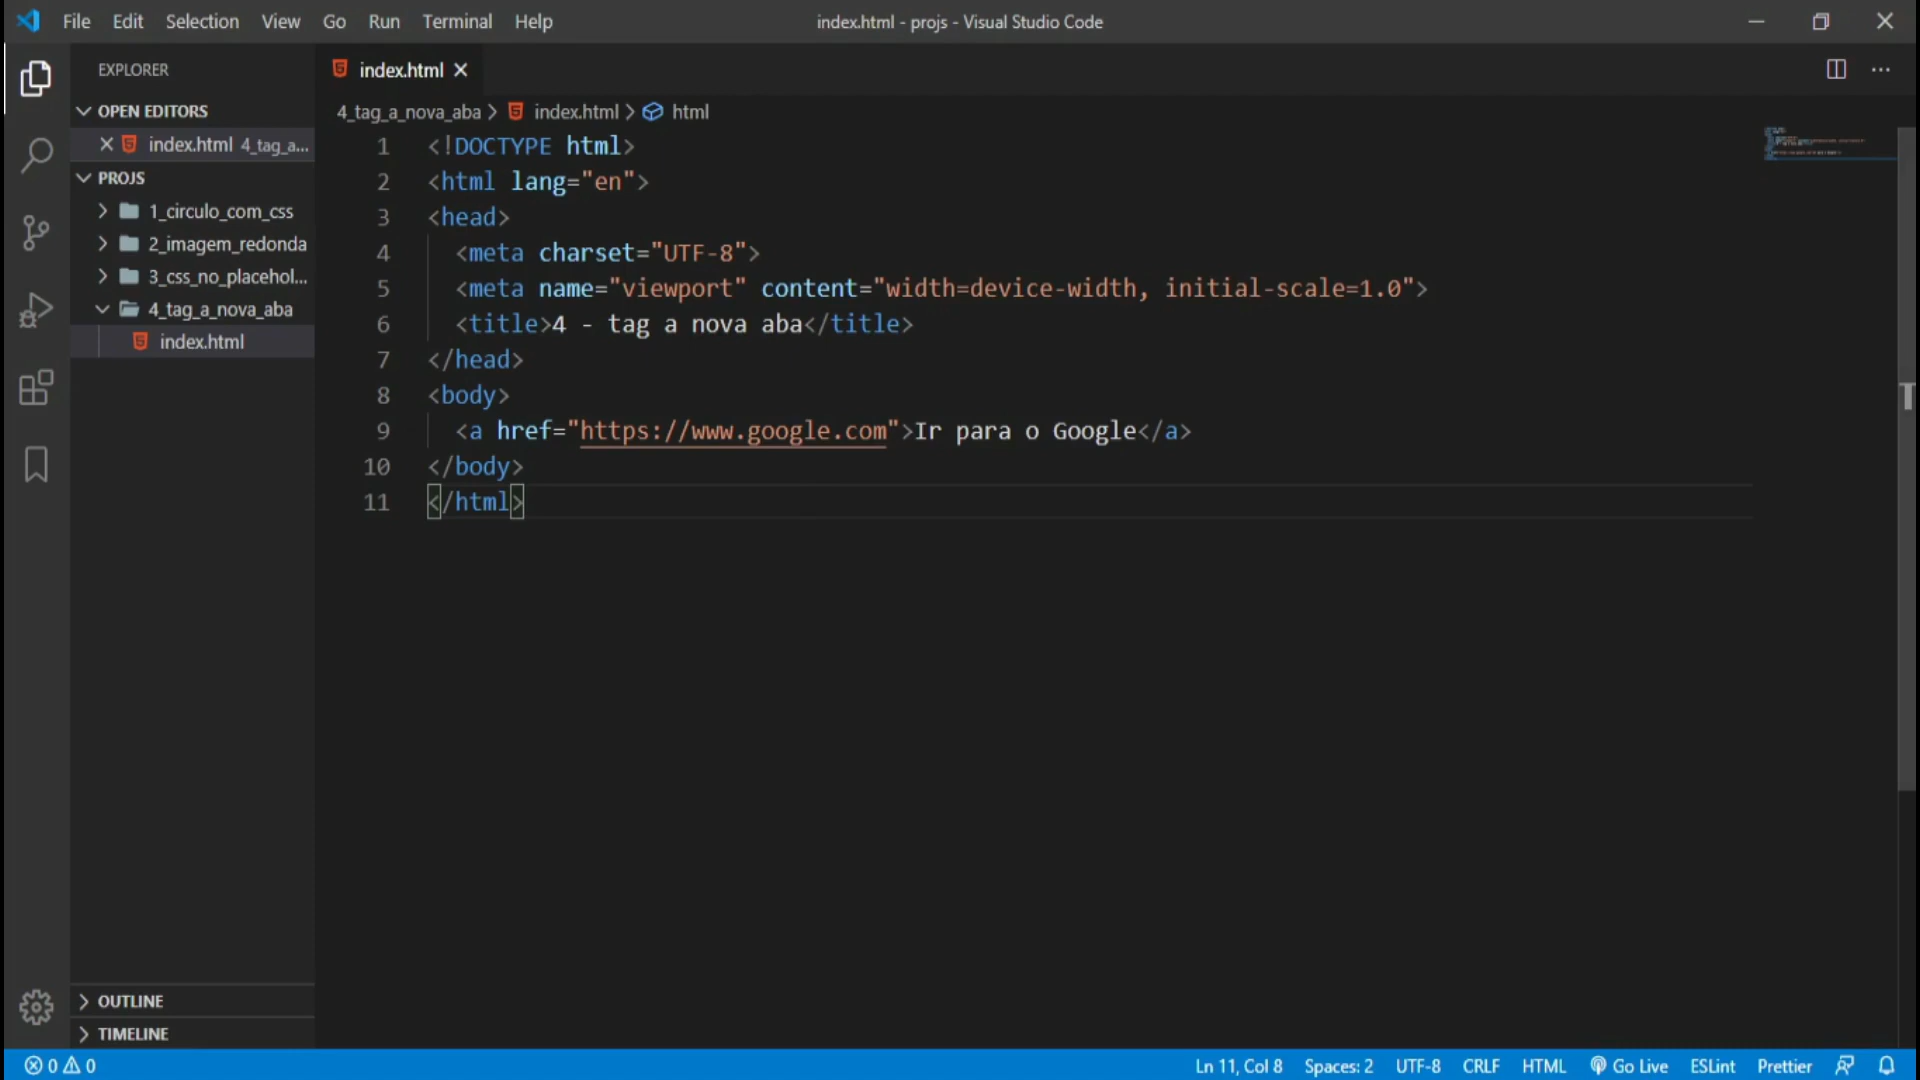 File Edit Selection View Go Run Terminal Help
index.html - projs - Visual Studio Code
EXPLORER
OPEN EDITORS
index.html 4_tag_a...
PROJS
1_circulo_com_css
2_imagem_redonda
3_css_no_placehol...
4_tag_a_nova_aba
index.html
OUTLINE
TIMELINE
index.html
4_tag_a_nova_aba > index.html > html
1 <!DOCTYPE html>
2 <html lang="en">
3 <head>
4 <meta charset="UTF-8">
5 <meta name="viewport" content="width=device-width, initial-scale=1.0">
6 <title>4 - tag a nova aba</title>
7 </head>
8 <body>
9 <a href="https://www.google.com">Ir para o Google</a>
10 </body>
11 </html>
0 0
Ln 11, Col 8 Spaces: 2 UTF-8 CRLF HTML Go Live ESLint Prettier